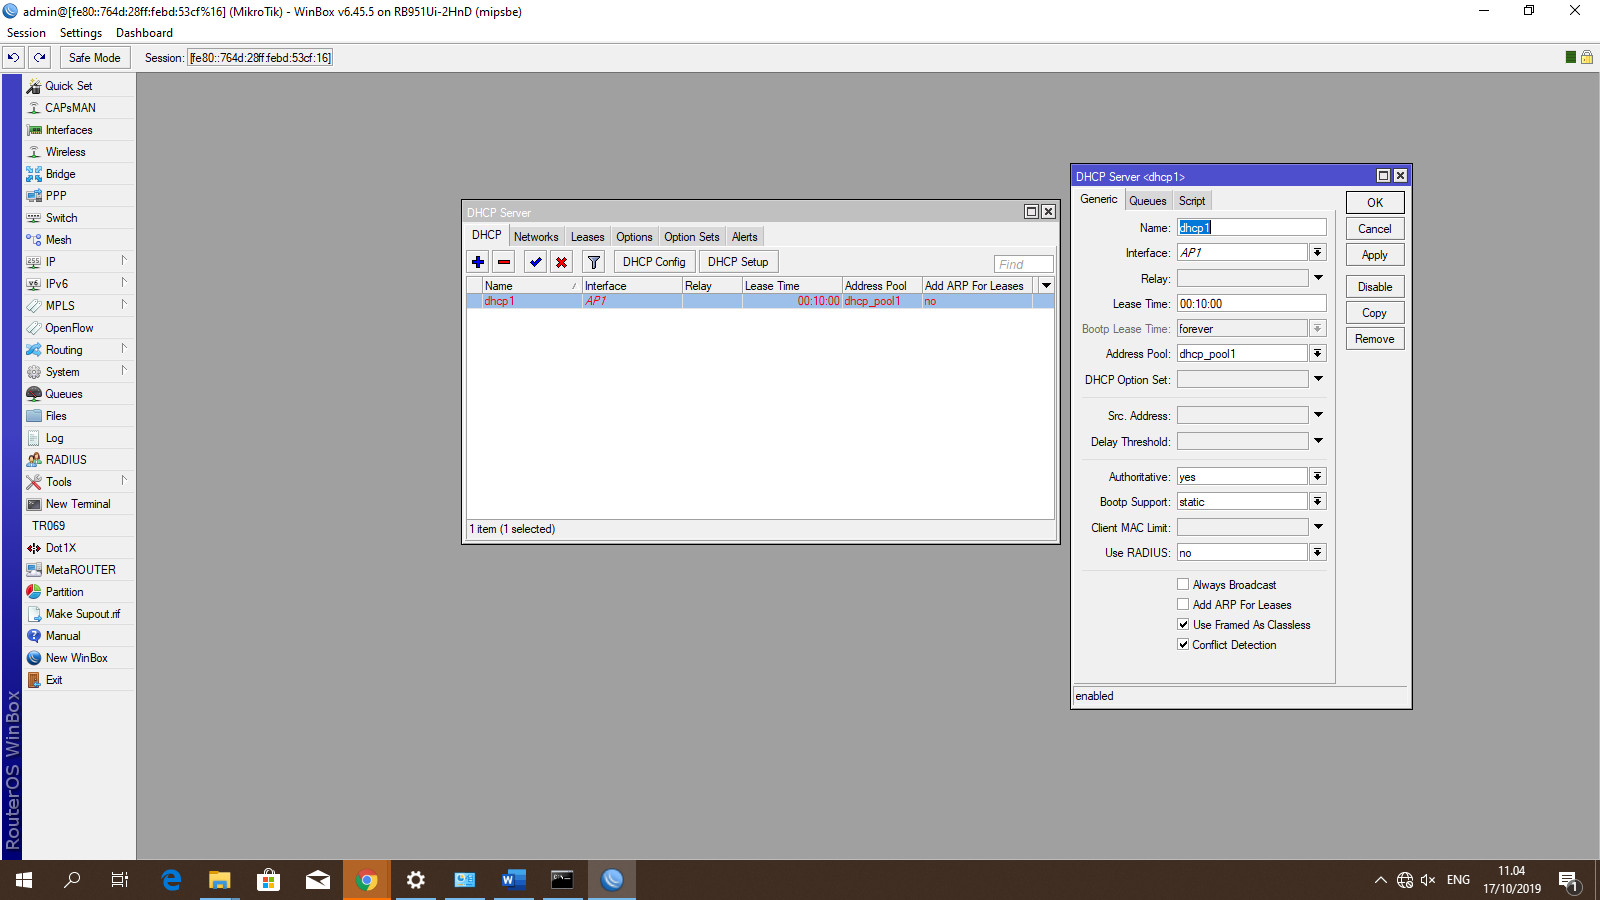 admin@[fe80::764d:28ff:febd:53cf%16] (MikroTik) - WinBox v6.45.5 on RB951Ui-2HnD (mipsbe)
Session Settings Dashboard
Safe Mode Session: [fe80::764d:28ff:febd:53cf:16]
Quick Set
CAPsMAN
Interfaces
Wireless
Bridge
PPP
Switch
Mesh
IP
IPv6
MPLS
OpenFlow
Routing
System
Queues
Files
Log
RADIUS
Tools
New Terminal
TR069
Dot1X
MetaROUTER
Partition
Make Supout.rif
Manual
New WinBox
Exit
RouterOS WinBox
DHCP Server
DHCP Networks Leases Options Option Sets Alerts
DHCP Config DHCP Setup Find
Name Interface Relay Lease Time Address Pool Add ARP For Leases
dhcp1 AP1 00:10:00 dhcp_pool1 no
1 item (1 selected)
DHCP Server <dhcp1>
Generic Queues Script
Name: dhcp1
Interface: AP1
Relay:
Lease Time: 00:10:00
Bootp Lease Time: forever
Address Pool: dhcp_pool1
DHCP Option Set:
Src. Address:
Delay Threshold:
Authoritative: yes
Bootp Support: static
Client MAC Limit:
Use RADIUS: no
Always Broadcast
Add ARP For Leases
Use Framed As Classless
Conflict Detection
enabled
OK
Cancel
Apply
Disable
Copy
Remove
ENG
11.04
17/10/2019
1